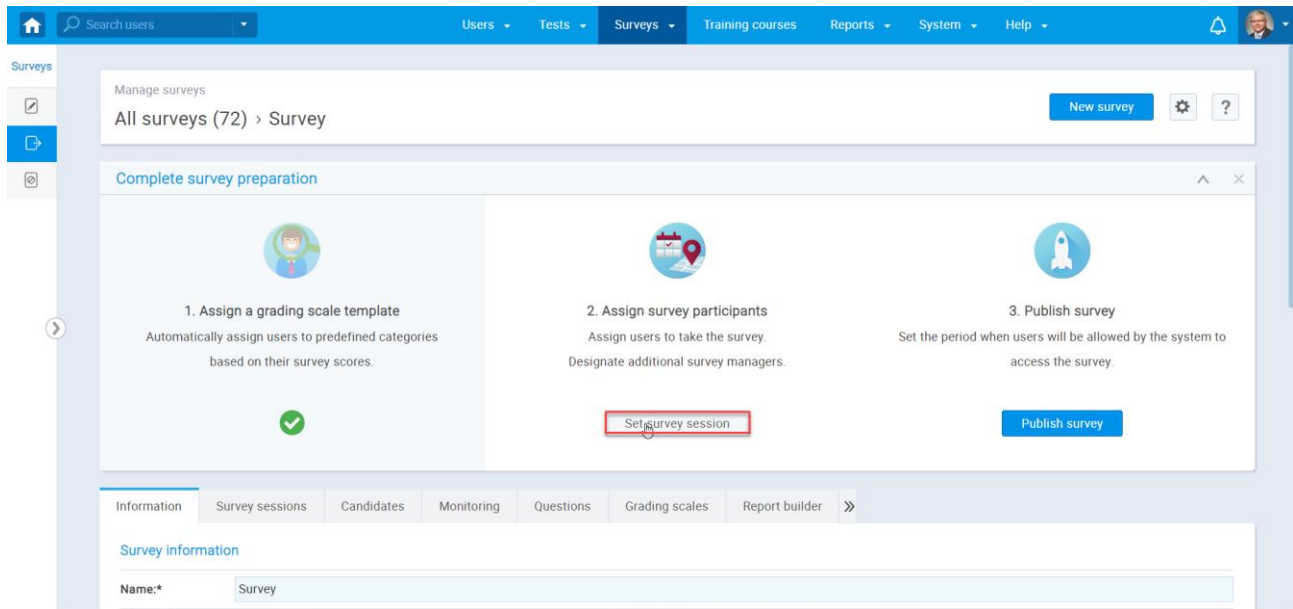 Search users
Users
Tests
Surveys
Training courses
Reports
System
Help
Surveys
Manage surveys
All surveys (72) › Survey
New survey
?
Complete survey preparation
1. Assign a grading scale template
Automatically assign users to predefined categories
based on their survey scores.
2. Assign survey participants
Assign users to take the survey.
Designate additional survey managers.
Set survey session
3. Publish survey
Set the period when users will be allowed by the system to
access the survey.
Publish survey
Information
Survey sessions
Candidates
Monitoring
Questions
Grading scales
Report builder
Survey information
Name:* Survey